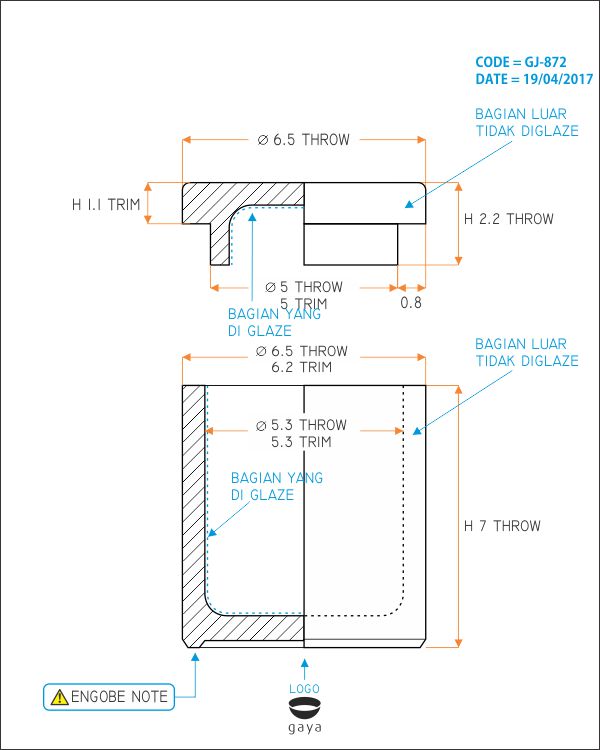 CODE = GJ-872
DATE = 19/04/2017
BAGIAN LUAR
TIDAK DIGLAZE
Ø 6.5 THROW
H 1.1 TRIM
H 2.2 THROW
Ø 5 THROW
5 TRIM
0.8
BAGIAN YANG
DI GLAZE
BAGIAN LUAR
TIDAK DIGLAZE
Ø 6.5 THROW
6.2 TRIM
Ø 5.3 THROW
5.3 TRIM
BAGIAN YANG
DI GLAZE
H 7 THROW
ENGOBE NOTE
LOGO
gaya